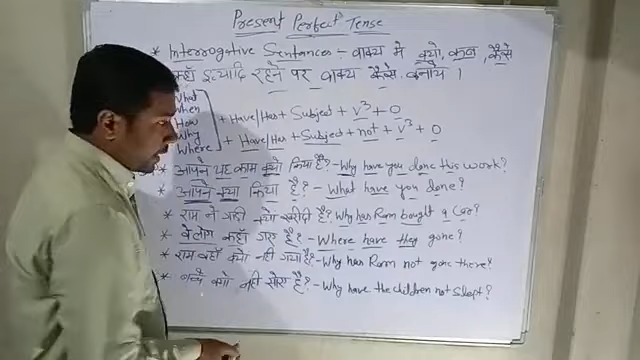 Present Perfect Tense
* Interrogative Sentences :- वाक्य मे क्यो, कब, कैसे
कहाँ इत्यादि रहने पर वाक्य कैसे बनाये ।
What
When
How
Why
Where
+ Have/Has + Subject + v³ + O
+ Have/Has + Subject + not + v³ + O
* आपने यह काम क्यो किया है? - Why have you done this work?
* आपने क्या किया है? - What have you done?
* राम ने गाड़ी क्यो खरीदी है? Why has Ram bought a Car?
* वे लोग कहाँ गए है? - Where have they gone?
* राम वहाँ क्यो नही गया है? - Why has Ram not gone there?
* बच्चे क्यो नही सोए है? - Why have the children not slept?